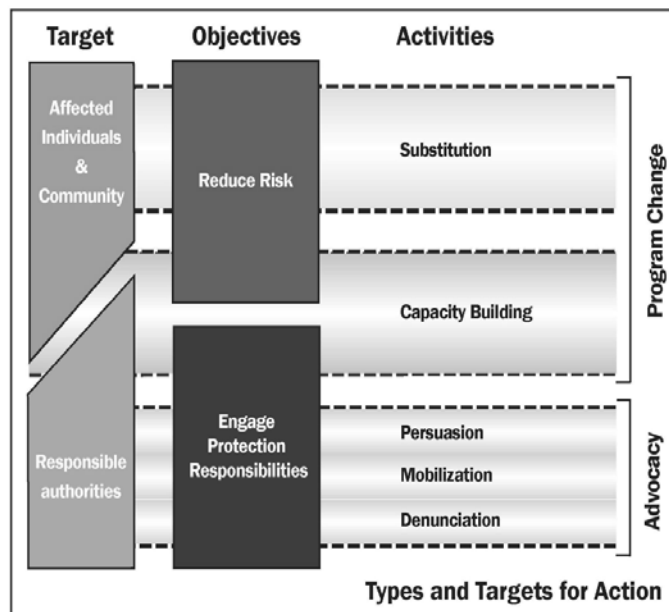 Target
Objectives
Activities
Affected
Individuals
&
Community
Reduce Risk
Substitution
Capacity Building
Program Change
Responsible
authorities
Engage
Protection
Responsibilities
Persuasion
Mobilization
Denunciation
Advocacy
Types and Targets for Action